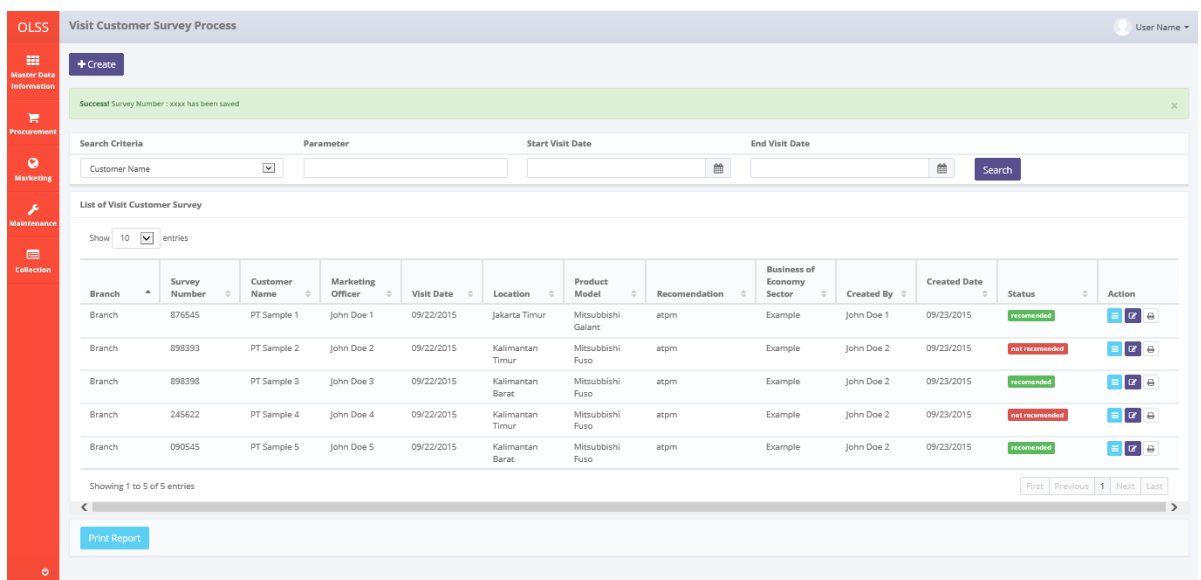 OLSS
Visit Customer Survey Process
User Name
Master Data
Information
Procurement
Marketing
Maintenance
Collection
Create
Success! Survey Number : xxxx has been saved
×
Search Criteria Parameter Start Visit Date End Visit Date
Customer Name Search
List of Visit Customer Survey
Show 10 entries
Branch Survey Number Customer Name Marketing Officer Visit Date Location Product Model Recomendation Business of Economy Sector Created By Created Date Status Action
Branch 876545 PT Sample 1 John Doe 1 09/22/2015 Jakarta Timur Mitsubbishi Galant atpm Example John Doe 1 09/23/2015 recomended
Branch 898393 PT Sample 2 John Doe 2 09/22/2015 Kalimantan Timur Mitsubbishi Fuso atpm Example John Doe 2 09/23/2015 not recomended
Branch 898398 PT Sample 3 John Doe 3 09/22/2015 Kalimantan Barat Mitsubbishi Fuso atpm Example John Doe 2 09/23/2015 recomended
Branch 245622 PT Sample 4 John Doe 4 09/22/2015 Kalimantan Timur Mitsubbishi Fuso atpm Example John Doe 2 09/23/2015 not recomended
Branch 090545 PT Sample 5 John Doe 5 09/22/2015 Kalimantan Barat Mitsubbishi Fuso atpm Example John Doe 2 09/23/2015 recomended
Showing 1 to 5 of 5 entries
First Previous 1 Next Last
Print Report